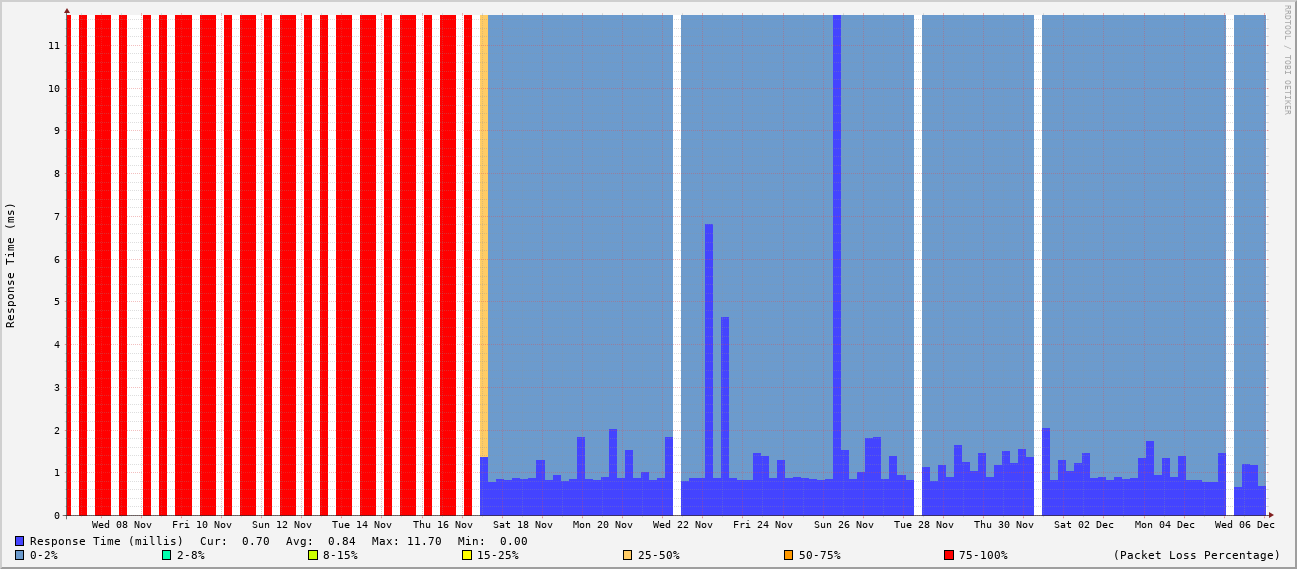 RRDTOOL / TOBI OETIKER
Response Time (ms)
11
10
9
8
7
6
5
4
3
2
1
0
Wed 08 Nov Fri 10 Nov Sun 12 Nov Tue 14 Nov Thu 16 Nov Sat 18 Nov Mon 20 Nov Wed 22 Nov Fri 24 Nov Sun 26 Nov Tue 28 Nov Thu 30 Nov Sat 02 Dec Mon 04 Dec Wed 06 Dec
Response Time (millis) Cur: 0.70 Avg: 0.84 Max: 11.70 Min: 0.00
0-2% 2-8% 8-15% 15-25% 25-50% 50-75% 75-100% (Packet Loss Percentage)